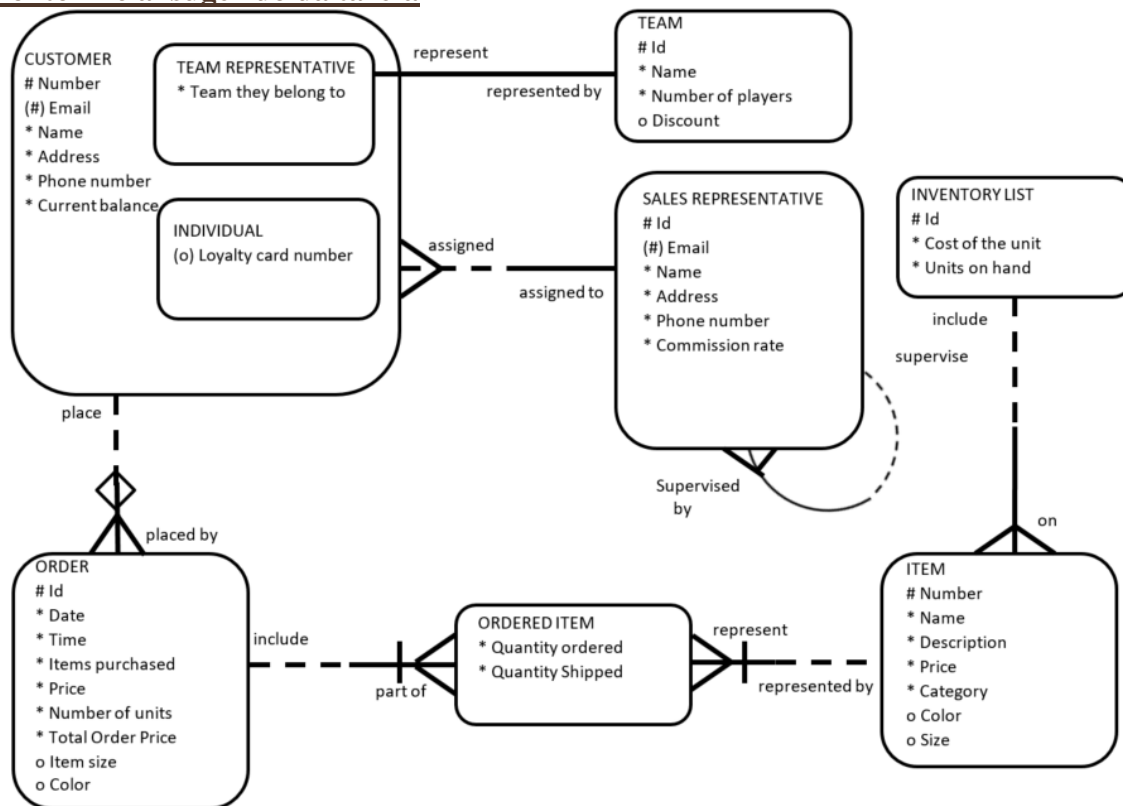 CUSTOMER
# Number
(#) Email
* Name
* Address
* Phone number
* Current balance
TEAM REPRESENTATIVE
* Team they belong to
INDIVIDUAL
(o) Loyalty card number
represent
represented by
TEAM
# Id
* Name
* Number of players
o Discount
assigned
assigned to
SALES REPRESENTATIVE
# Id
(#) Email
* Name
* Address
* Phone number
* Commission rate
supervise
Supervised
by
INVENTORY LIST
# Id
* Cost of the unit
* Units on hand
include
on
place
placed by
ORDER
# Id
* Date
* Time
* Items purchased
* Price
* Number of units
* Total Order Price
o Item size
o Color
include
part of
ORDERED ITEM
* Quantity ordered
* Quantity Shipped
represent
represented by
ITEM
# Number
* Name
* Description
* Price
* Category
o Color
o Size